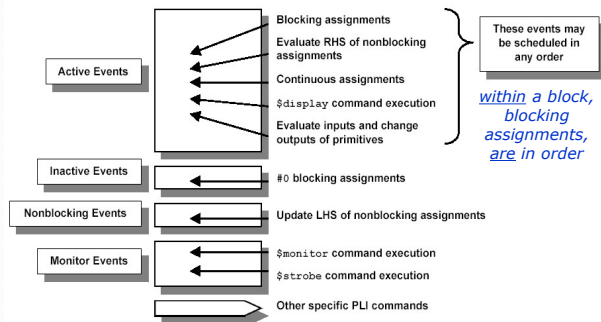 Blocking assignments
Evaluate RHS of nonblocking
assignments
Active Events
Continuous assignments
$display command execution
Evaluate inputs and change
outputs of primitives
These events may
be scheduled in
any order
within a block,
blocking
assignments,
are in order
Inactive Events
#0 blocking assignments
Nonblocking Events
Update LHS of nonblocking assignments
Monitor Events
$monitor command execution
$strobe command execution
Other specific PLI commands